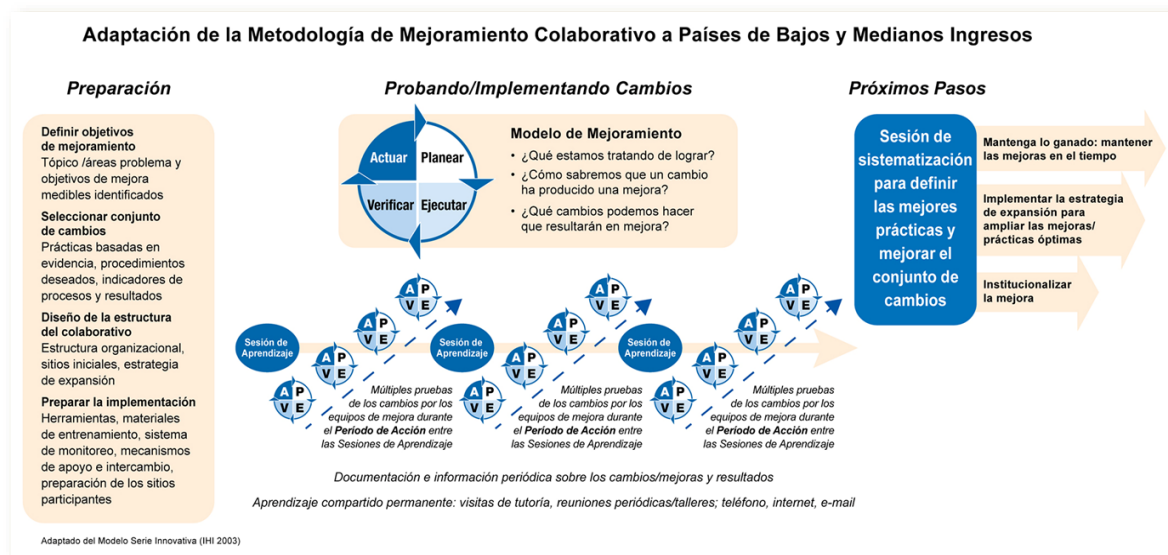 Adaptación de la Metodología de Mejoramiento Colaborativo a Países de Bajos y Medianos Ingresos
Preparación
Definir objetivos
de mejoramiento
Tópico /áreas problema y
objetivos de mejora
medibles identificados
Seleccionar conjunto
de cambios
Prácticas basadas en
evidencia, procedimientos
deseados, indicadores de
procesos y resultados
Diseño de la estructura
del colaborativo
Estructura organizacional,
sitios iniciales, estrategia
de expansión
Preparar la implementación
Herramientas, materiales
de entrenamiento, sistema
de monitoreo, mecanismos
de apoyo e intercambio,
preparación de los sitios
participantes
Probando/Implementando Cambios
Actuar
Planear
Verificar
Ejecutar
Modelo de Mejoramiento
• ¿Qué estamos tratando de lograr?
• ¿Cómo sabremos que un cambio
ha producido una mejora?
• ¿Qué cambios podemos hacer
que resultarán en mejora?
Sesión de
Aprendizaje
A P
V E
A P
V E
A P
V E
A P
V E
Múltiples pruebas
de los cambios por los
equipos de mejora durante
el Período de Acción entre
las Sesiones de Aprendizaje
Sesión de
Aprendizaje
A P
V E
A P
V E
A P
V E
A P
V E
Múltiples pruebas
de los cambios por los
equipos de mejora durante
el Período de Acción entre
las Sesiones de Aprendizaje
Sesión de
Aprendizaje
A P
V E
A P
V E
A P
V E
A P
V E
Múltiples pruebas
de los cambios por los
equipos de mejora durante
el Período de Acción entre
las Sesiones de Aprendizaje
Documentación e información periódica sobre los cambios/mejoras y resultados
Aprendizaje compartido permanente: visitas de tutoría, reuniones periódicas/talleres; teléfono, internet, e-mail
Próximos Pasos
Sesión de
sistematización
para definir
las mejores
prácticas y
mejorar el
conjunto de
cambios
Mantenga lo ganado: mantener
las mejoras en el tiempo
Implementar la estrategia
de expansión para
ampliar las mejoras/
prácticas óptimas
Institucionalizar
la mejora
Adaptado del Modelo Serie Innovativa (IHI 2003)